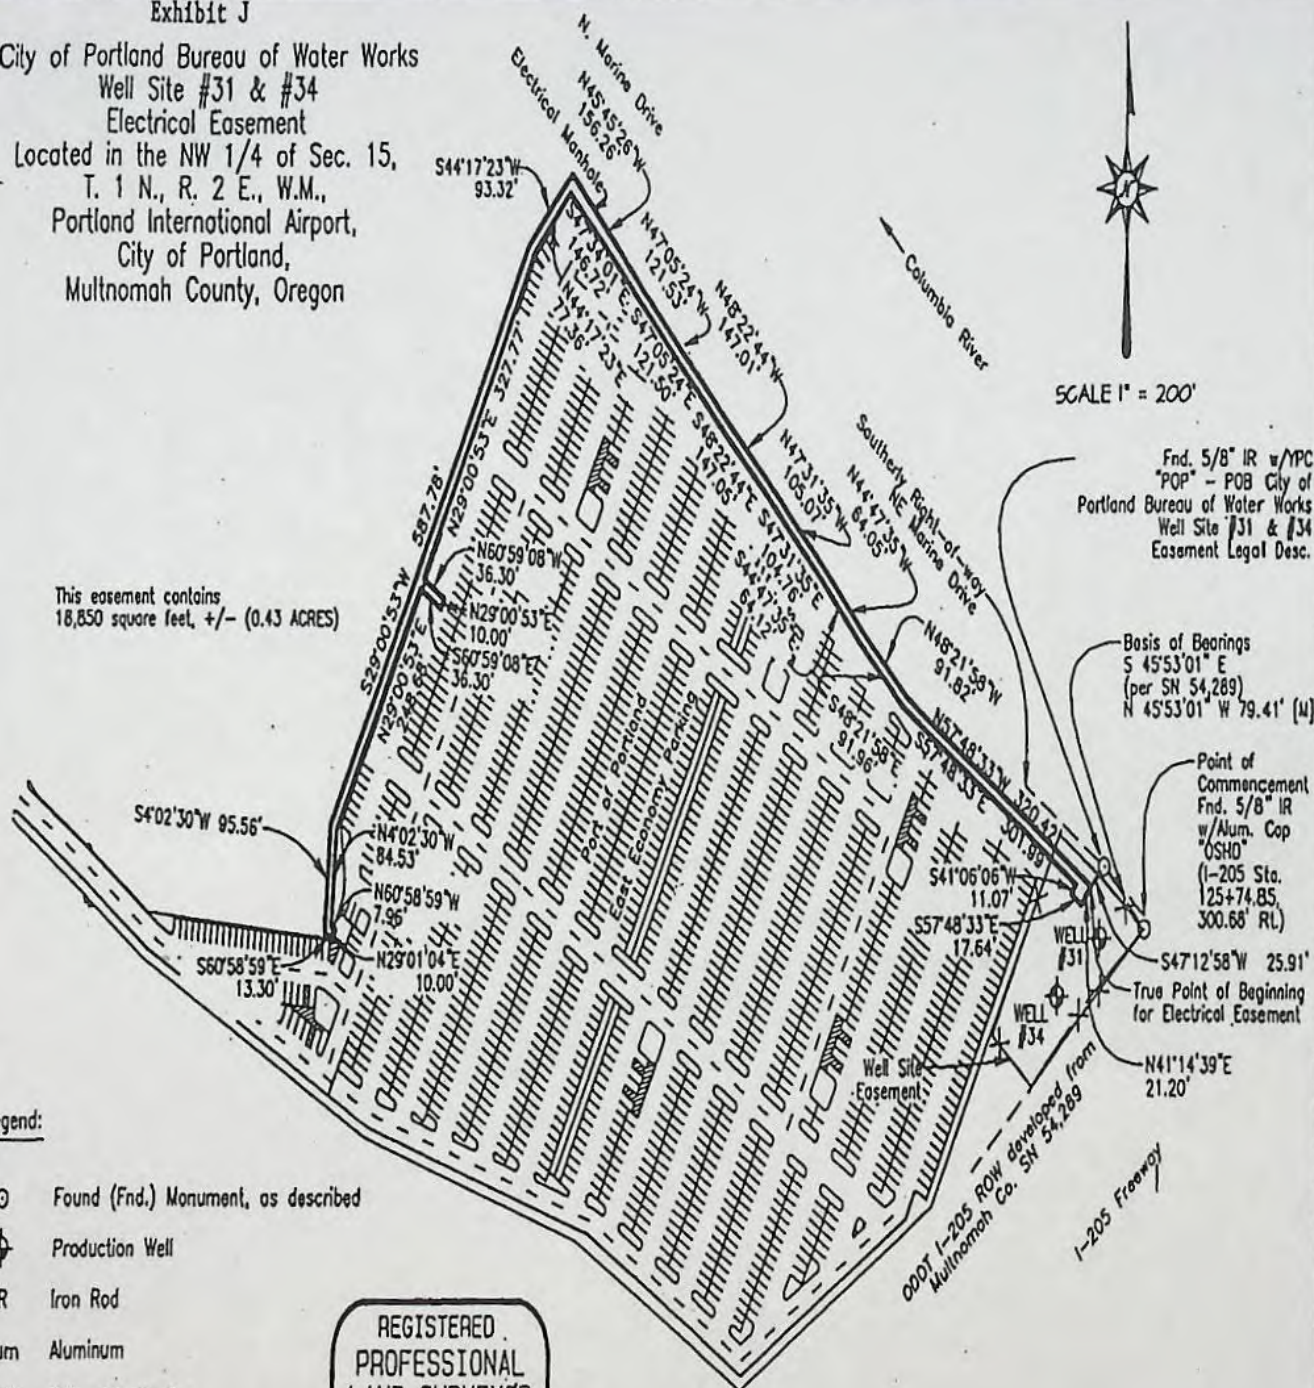 Exhibit J
City of Portland Bureau of Water Works
Well Site #31 & #34
Electrical Easement
Located in the NW 1/4 of Sec. 15,
T. 1 N., R. 2 E., W.M.,
Portland International Airport,
City of Portland,
Multnomah County, Oregon
N. Marine Drive
Electrical Manhole
N45°45'26"W
156.26'
S44°17'23"W
93.32'
S47°34'01"E
146.72'
N44°17'23"E
77.36'
N47°05'24"W
121.53'
S47°05'24"E
121.50'
N48°22'44"W
147.01'
S48°22'44"E
147.05'
Columbia River
SCALE 1" = 200'
N47°31'35"W
105.07'
S47°31'35"E
104.76'
N44°47'35"W
64.05'
S44°47'35"E
Southerly Right-of-way
NE Marine Drive
Fnd. 5/8" IR w/YPC
"POP" - POB City of
Portland Bureau of Water Works
Well Site #31 & #34
Easement Legal Desc.
587.78'
S29°00'53"W
N29°00'53"E 327.77'
N60°59'08"W
36.30'
N29°00'53"E
10.00'
S60°59'08"E
36.30'
N29°00'53"E
This easement contains
18,850 square feet, +/- (0.43 ACRES)
N48°21'58"W
91.82'
S48°21'58"E
91.96'
Basis of Bearings
S 45°53'01" E
(per SN 54,289)
N 45°53'01" W 79.41' (M)
N57°48'33"W 320.42'
S57°48'33"E 301.99'
Port of Portland
East Economy Parking
Point of
Commencement
Fnd. 5/8" IR
w/Alum. Cap
"OSHD"
(I-205 Sta.
125+74.85,
300.68' Rt.)
S4°02'30"W 95.56'
N4°02'30"W
84.53'
N60°58'59"W
7.96'
N29°01'04"E
10.00'
S60°58'59"E
13.30'
S41°06'06"W
11.07'
S57°48'33"E
17.64'
WELL
#31
WELL
#34
S47°12'58"W 25.91'
True Point of Beginning
for Electrical Easement
N41°14'39"E
21.20'
Well Site
Easement
ODOT I-205 ROW developed from
Multnomah Co. SN 54,289
I-205 Freeway
gend:
Found (Fnd.) Monument, as described
Production Well
R Iron Rod
um Aluminum
REGISTERED
PROFESSIONAL
LAND SURVEYOR